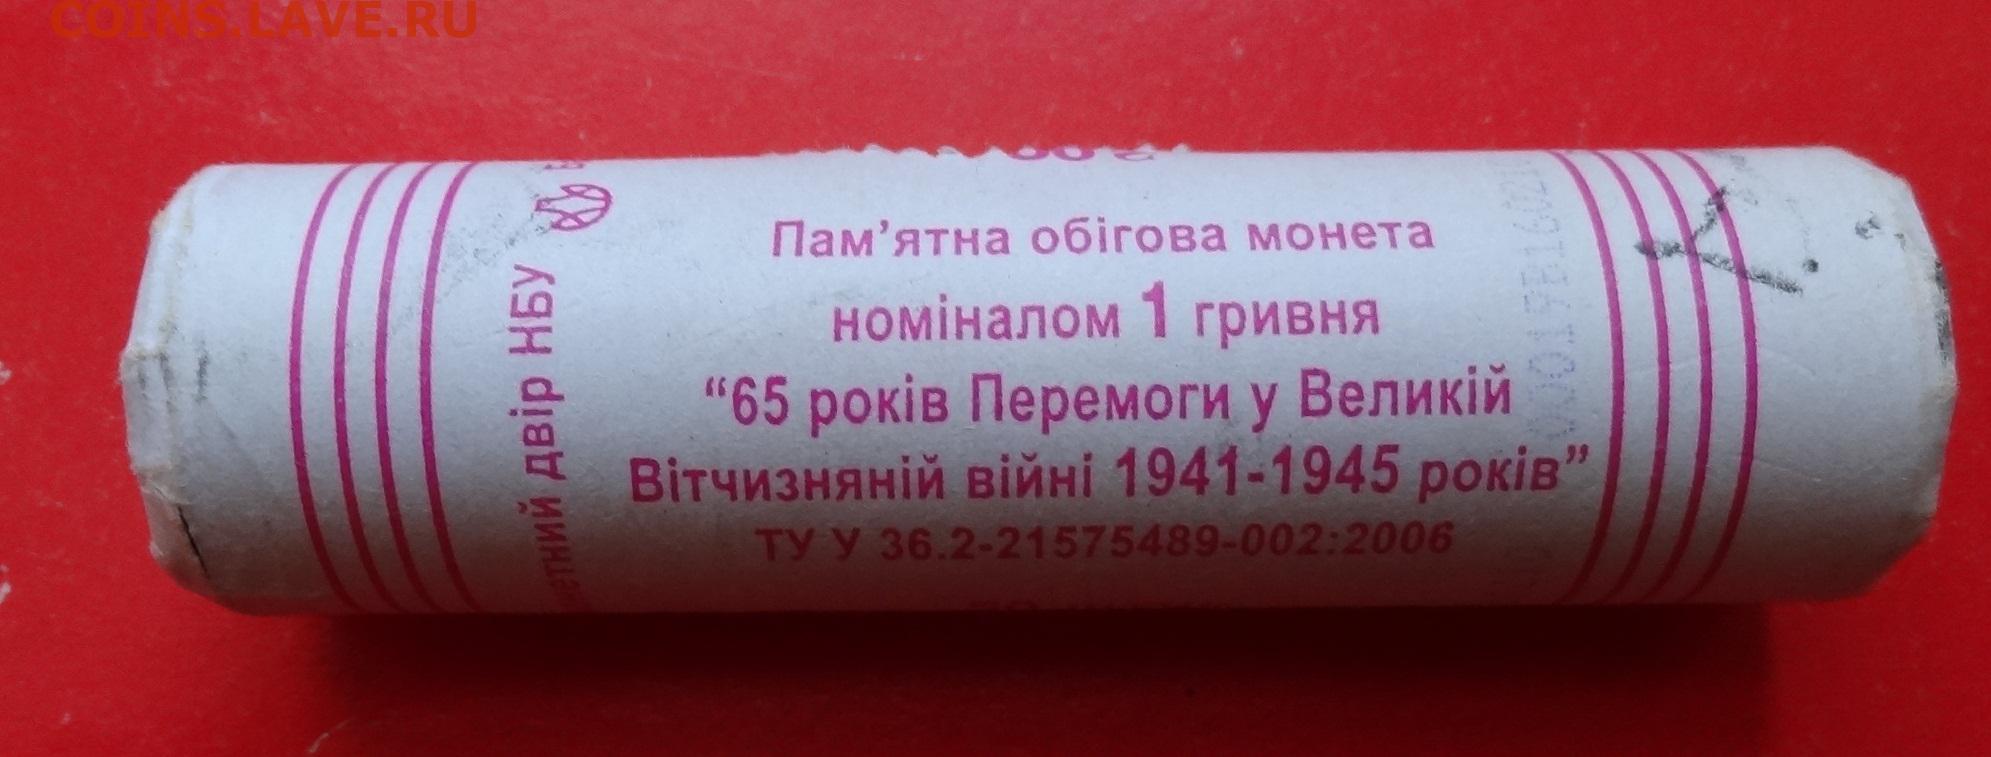 COINS.LAVE.RU
Пам’ятна обігова монета
номіналом 1 гривня
“65 років Перемоги у Великій
Вітчизняній війні 1941-1945 років”
ТУ У 36.2-21575489-002:2006
двір НБУ